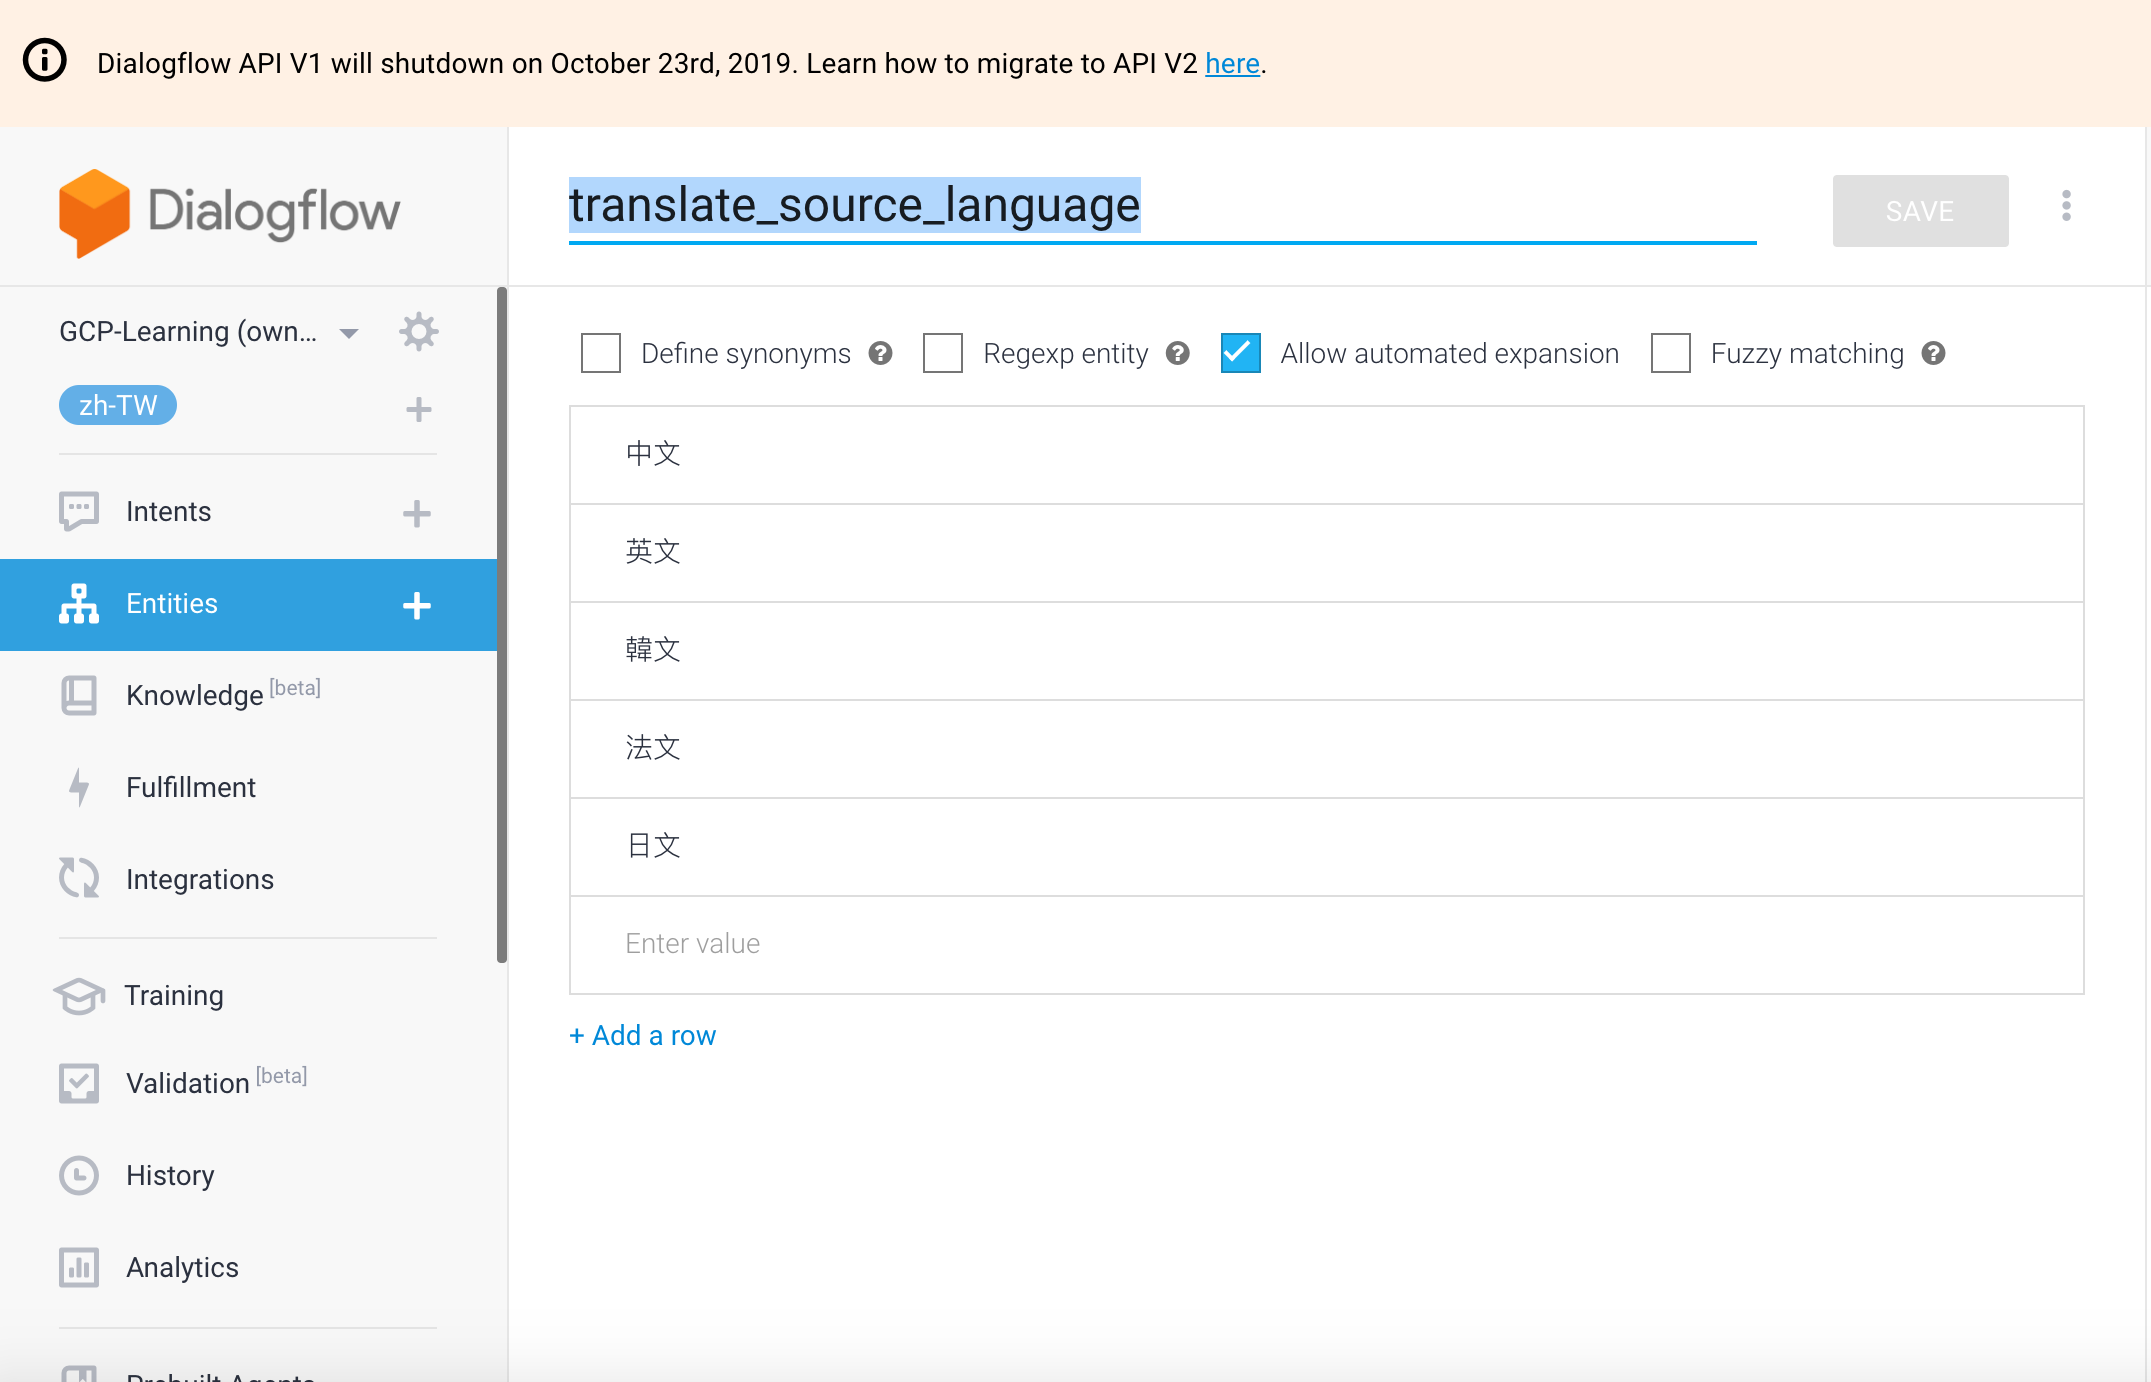 Dialogflow API V1 will shutdown on October 23rd, 2019. Learn how to migrate to API V2 here.
Dialogflow
translate_source_language
SAVE
GCP-Learning (own...
zh-TW
Intents
Entities
Knowledge [beta]
Fulfillment
Integrations
Training
Validation [beta]
History
Analytics
Prebuilt Agents
Define synonyms
Regexp entity
Allow automated expansion
Fuzzy matching
中文
英文
韓文
法文
日文
Enter value
+ Add a row